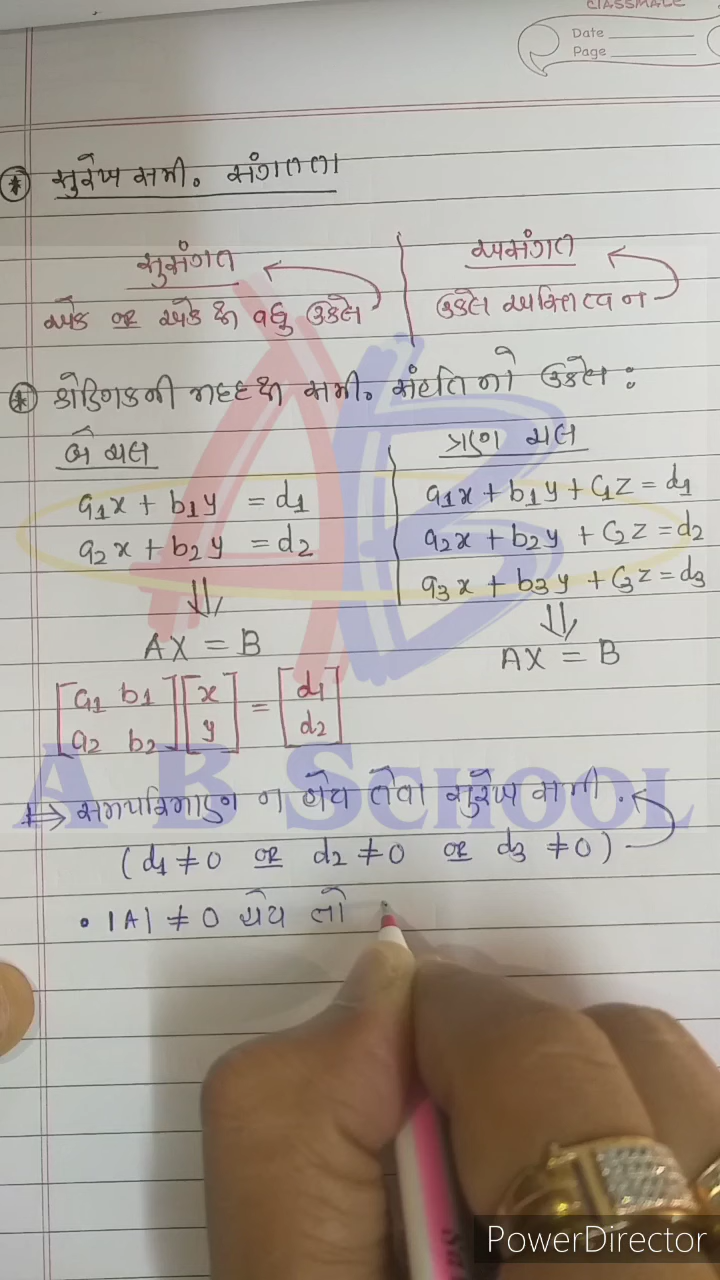 CLASSMATE
Date
Page
સુરેખ સમી. સંગતતા
સુસંગત
એક or એકથી વધુ ઉકેલ
અસંગત
ઉકેલ અસ્તિત્વ ન
શ્રેણિકની મદદથી સમી. સંહતિનો ઉકેલ :
બે ચલ
a1x + b1y = d1
a2x + b2y = d2
⇓
AX = B
[a1 b1 a2 b2] [x y] = [d1 d2]
ત્રણ ચલ
a1x + b1y + c1z = d1
a2x + b2y + c2z = d2
a3x + b3y + c3z = d3
⇓
AX = B
A B SCHOOL
⇒ સમપરિમાણ ન હોય તેવા સુરેખ સમી.
(d1 ≠ 0 or d2 ≠ 0 or d3 ≠ 0)
• |A| ≠ 0 હોય તો
PowerDirector